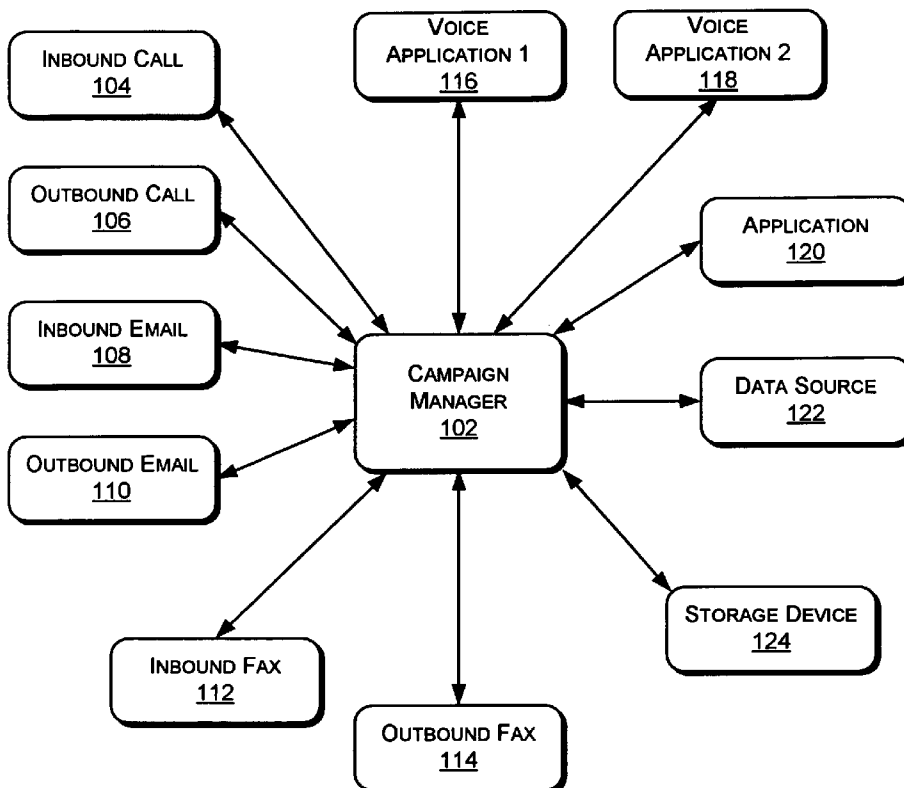 INBOUND CALL
104
VOICE
APPLICATION 1
116
VOICE
APPLICATION 2
118
OUTBOUND CALL
106
APPLICATION
120
INBOUND EMAIL
108
CAMPAIGN
MANAGER
102
DATA SOURCE
122
OUTBOUND EMAIL
110
STORAGE DEVICE
124
INBOUND FAX
112
OUTBOUND FAX
114